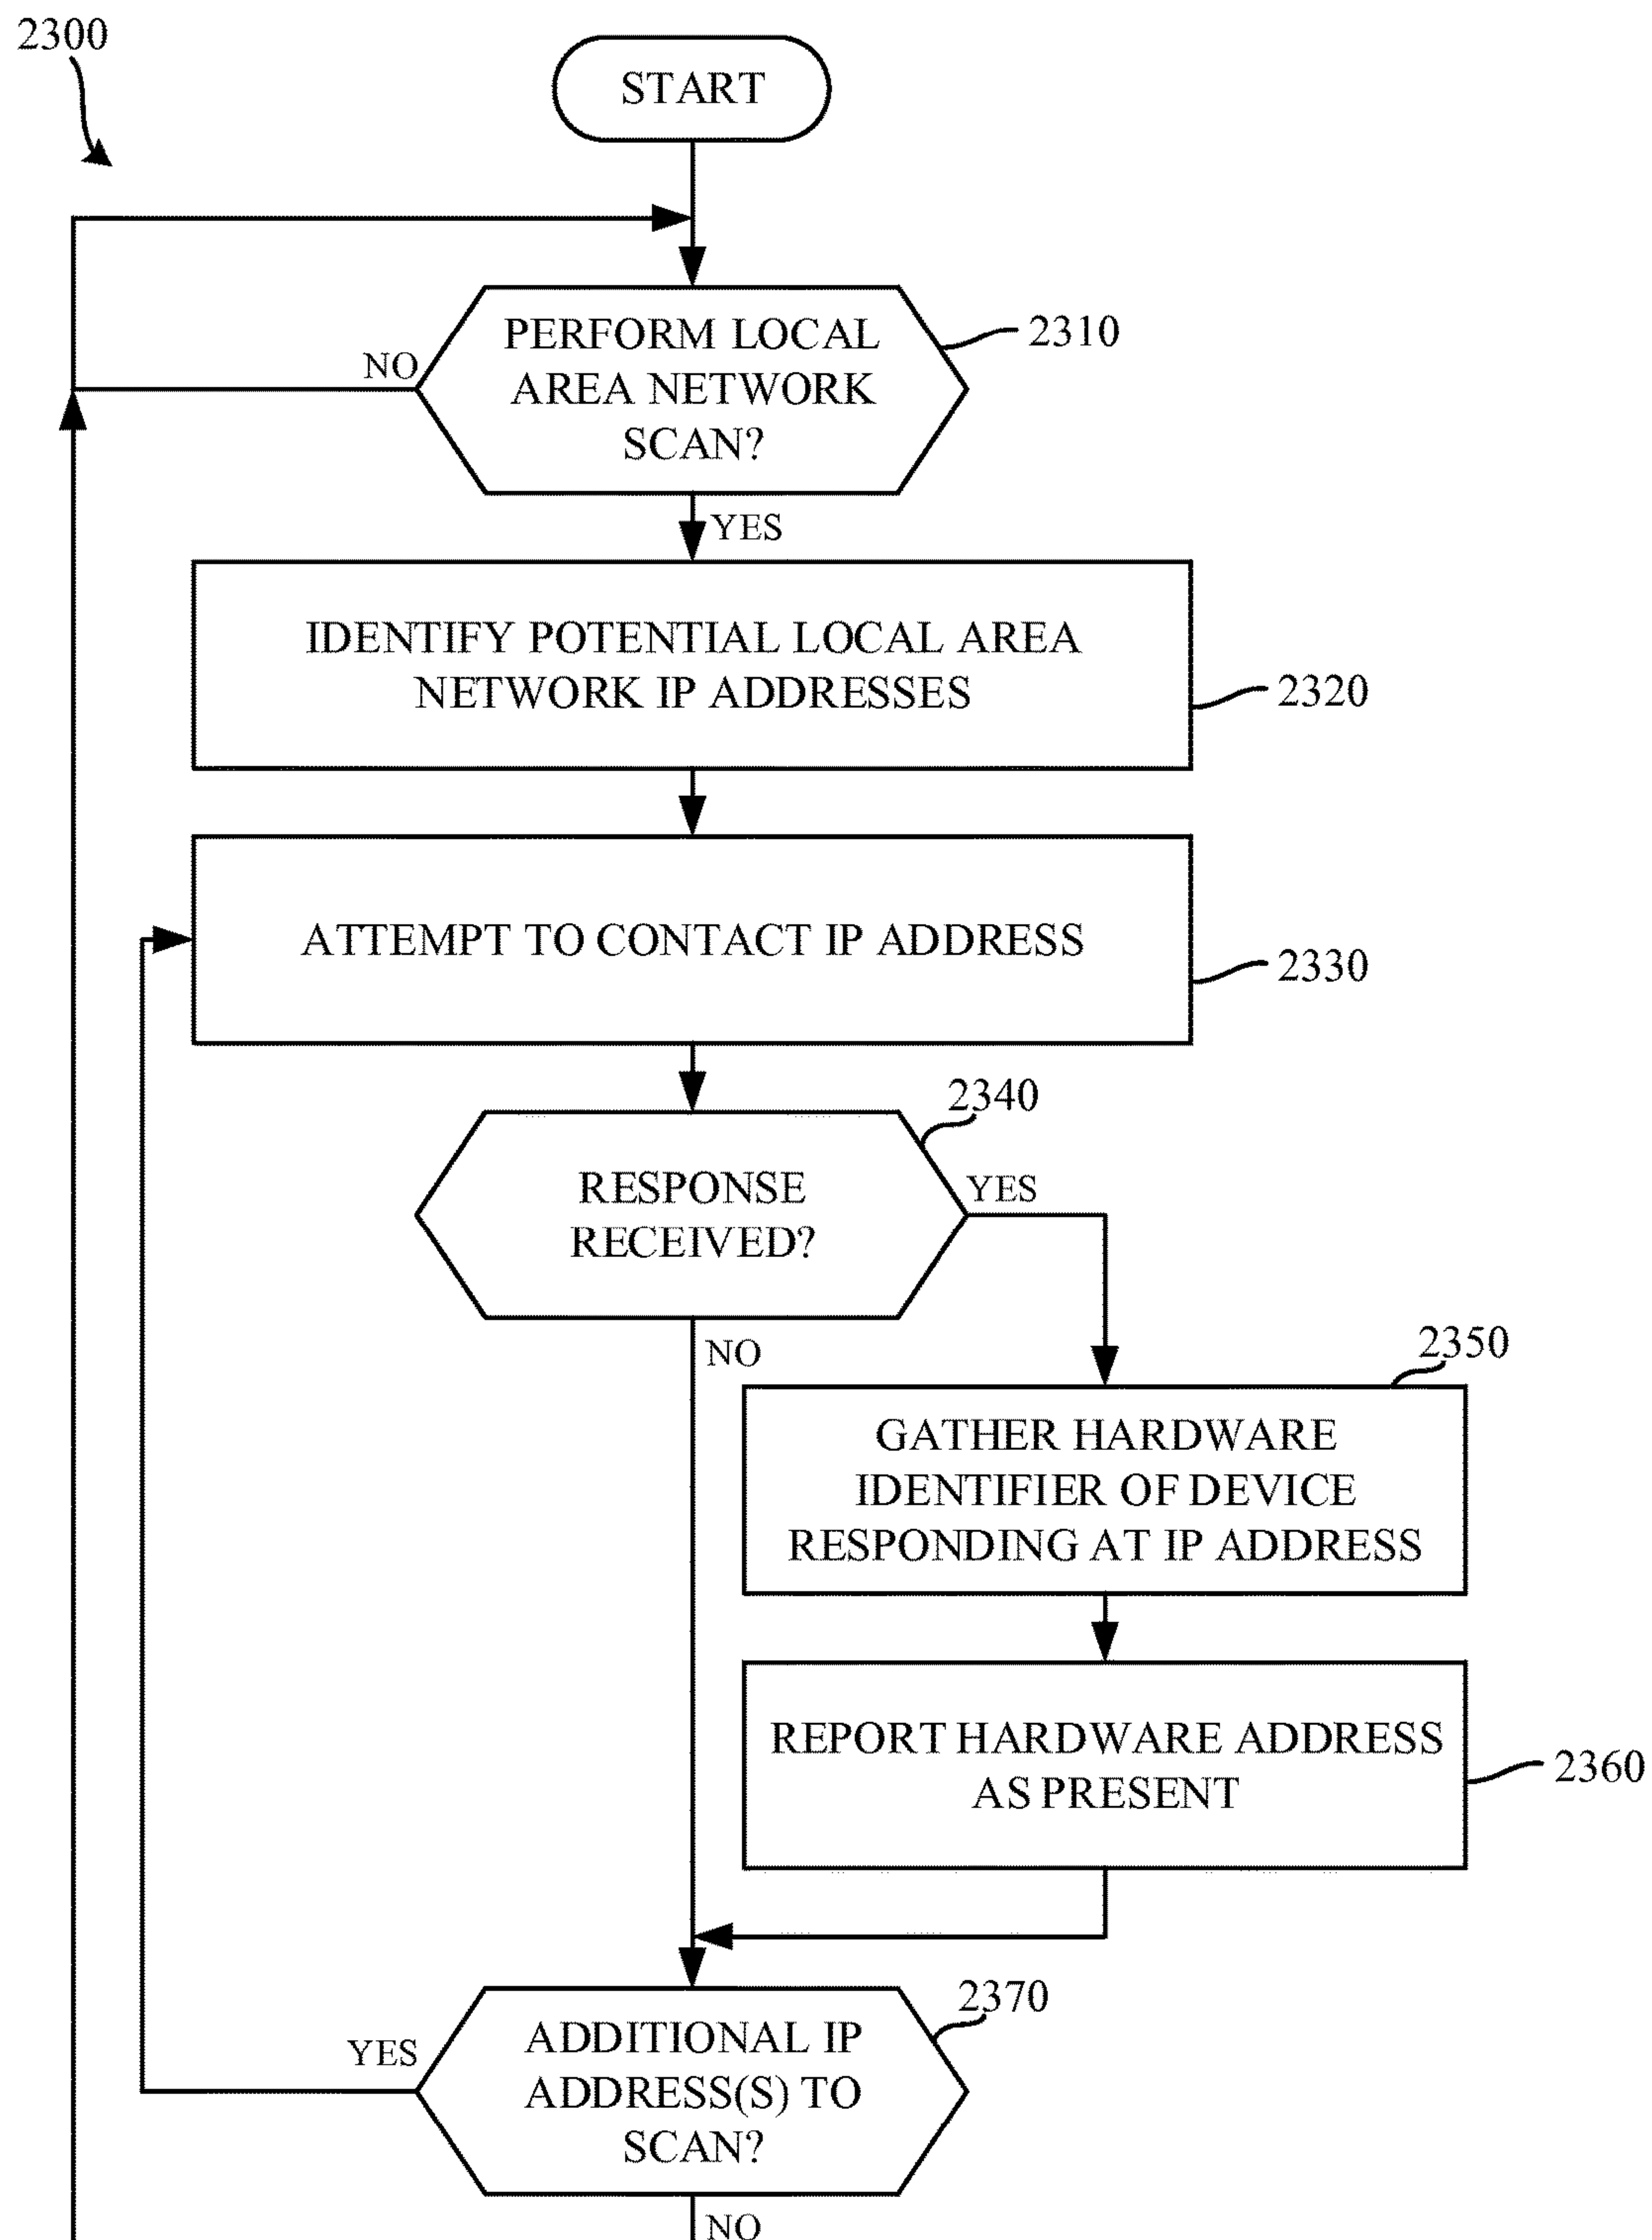 2300
START
PERFORM LOCAL
AREA NETWORK
SCAN?
2310
NO
YES
IDENTIFY POTENTIAL LOCAL AREA
NETWORK IP ADDRESSES
2320
ATTEMPT TO CONTACT IP ADDRESS
2330
2340
RESPONSE
RECEIVED?
YES
NO
2350
GATHER HARDWARE
IDENTIFIER OF DEVICE
RESPONDING AT IP ADDRESS
REPORT HARDWARE ADDRESS
AS PRESENT
2360
2370
ADDITIONAL IP
ADDRESS(S) TO
SCAN?
YES
NO